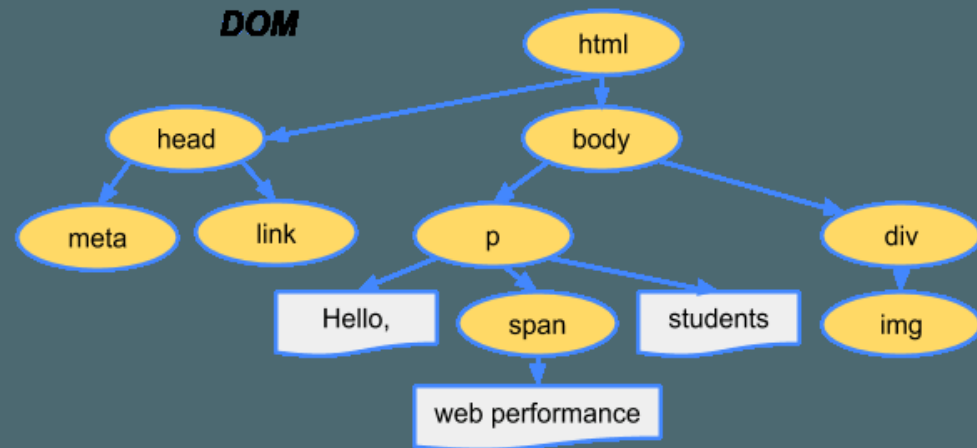 DOM
html
head
body
meta
link
p
div
Hello,
span
students
img
web performance